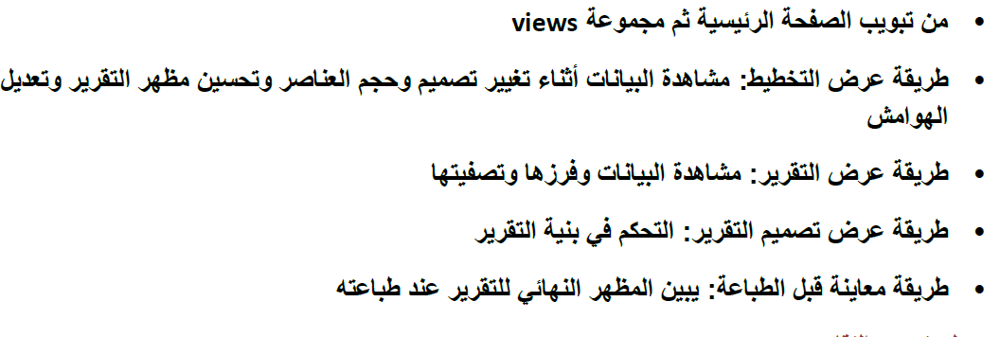 • من تبويب الصفحة الرئيسية ثم مجموعة views
• طريقة عرض التخطيط: مشاهدة البيانات أثناء تغيير تصميم وحجم العناصر وتحسين مظهر التقرير وتعديل
الهوامش
• طريقة عرض التقرير: مشاهدة البيانات وفرزها وتصفيتها
• طريقة عرض تصميم التقرير: التحكم في بنية التقرير
• طريقة معاينة قبل الطباعة: يبين المظهر النهائي للتقرير عند طباعته